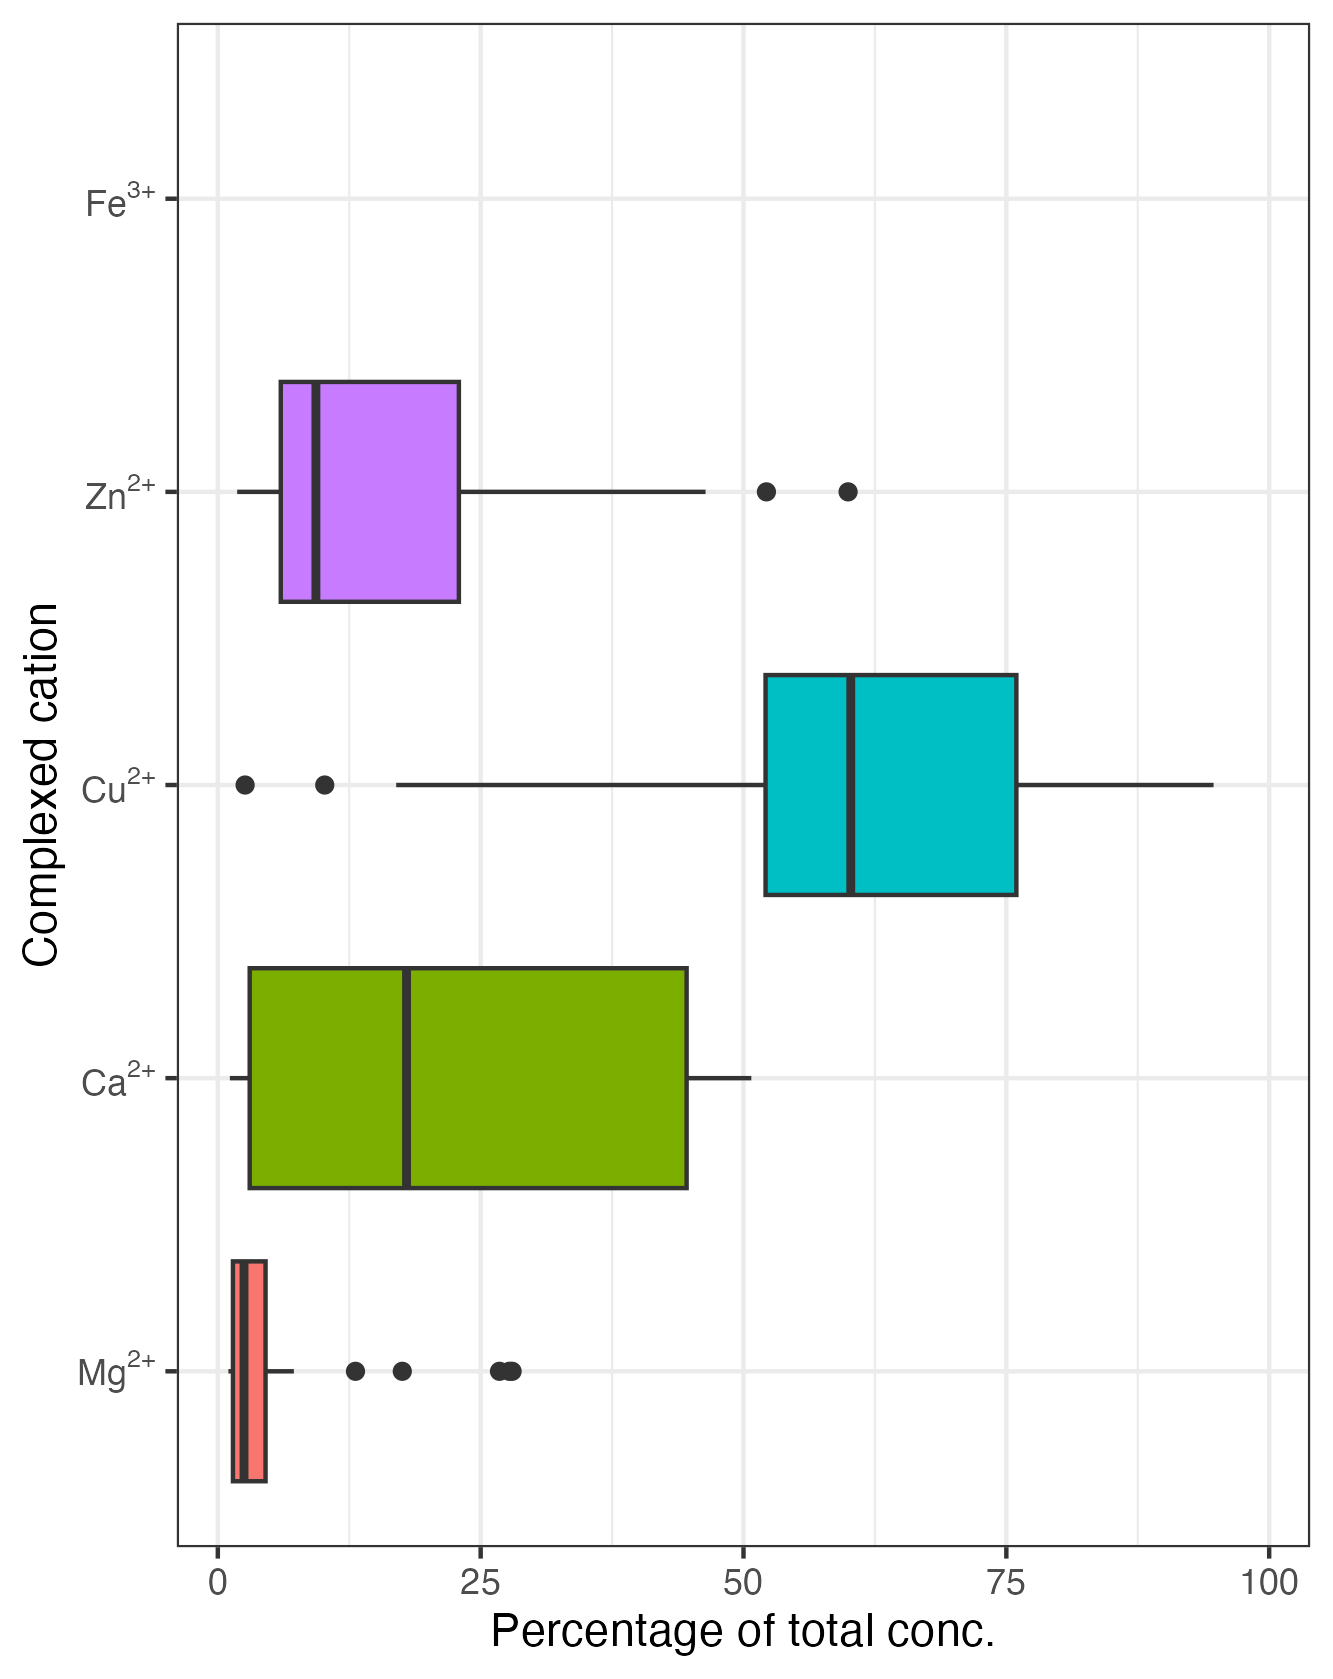 Complexed cation
Fe³⁺
Zn²⁺
Cu²⁺
Ca²⁺
Mg²⁺
0 25 50 75 100
Percentage of total conc.